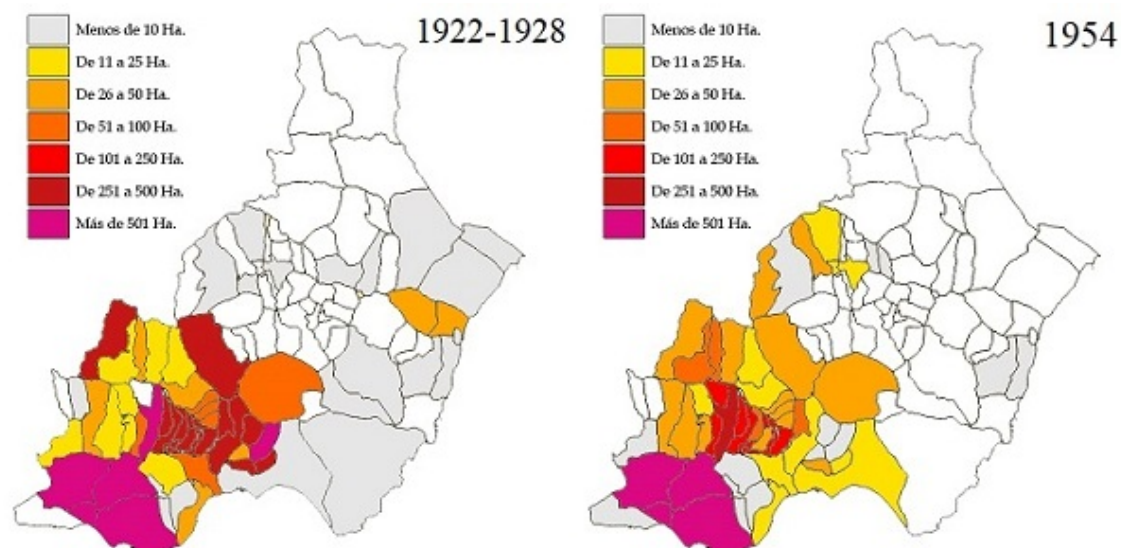 1922-1928
Menos de 10 Ha.
De 11 a 25 Ha.
De 26 a 50 Ha.
De 51 a 100 Ha.
De 101 a 250 Ha.
De 251 a 500 Ha.
Más de 501 Ha.
1954
Menos de 10 Ha.
De 11 a 25 Ha.
De 26 a 50 Ha.
De 51 a 100 Ha.
De 101 a 250 Ha.
De 251 a 500 Ha.
Más de 501 Ha.